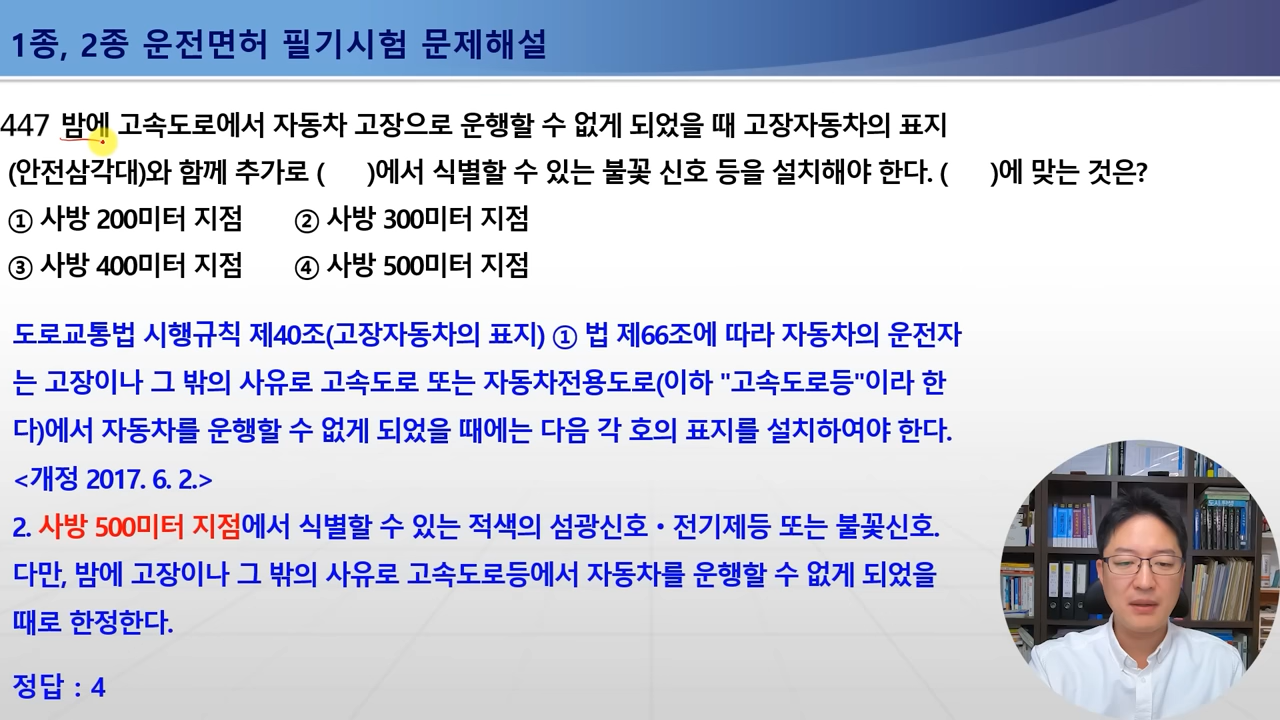 1종, 2종 운전면허 필기시험 문제해설
447 밤에 고속도로에서 자동차 고장으로 운행할 수 없게 되었을 때 고장자동차의 표지
(안전삼각대)와 함께 추가로 (      )에서 식별할 수 있는 불꽃 신호 등을 설치해야 한다. (      )에 맞는 것은?
① 사방 200미터 지점 ② 사방 300미터 지점
③ 사방 400미터 지점 ④ 사방 500미터 지점
도로교통법 시행규칙 제40조(고장자동차의 표지) ① 법 제66조에 따라 자동차의 운전자
는 고장이나 그 밖의 사유로 고속도로 또는 자동차전용도로(이하 "고속도로등"이라 한
다)에서 자동차를 운행할 수 없게 되었을 때에는 다음 각 호의 표지를 설치하여야 한다.
<개정 2017. 6. 2.>
2. 사방 500미터 지점에서 식별할 수 있는 적색의 섬광신호・전기제등 또는 불꽃신호.
다만, 밤에 고장이나 그 밖의 사유로 고속도로등에서 자동차를 운행할 수 없게 되었을
때로 한정한다.
정답 : 4